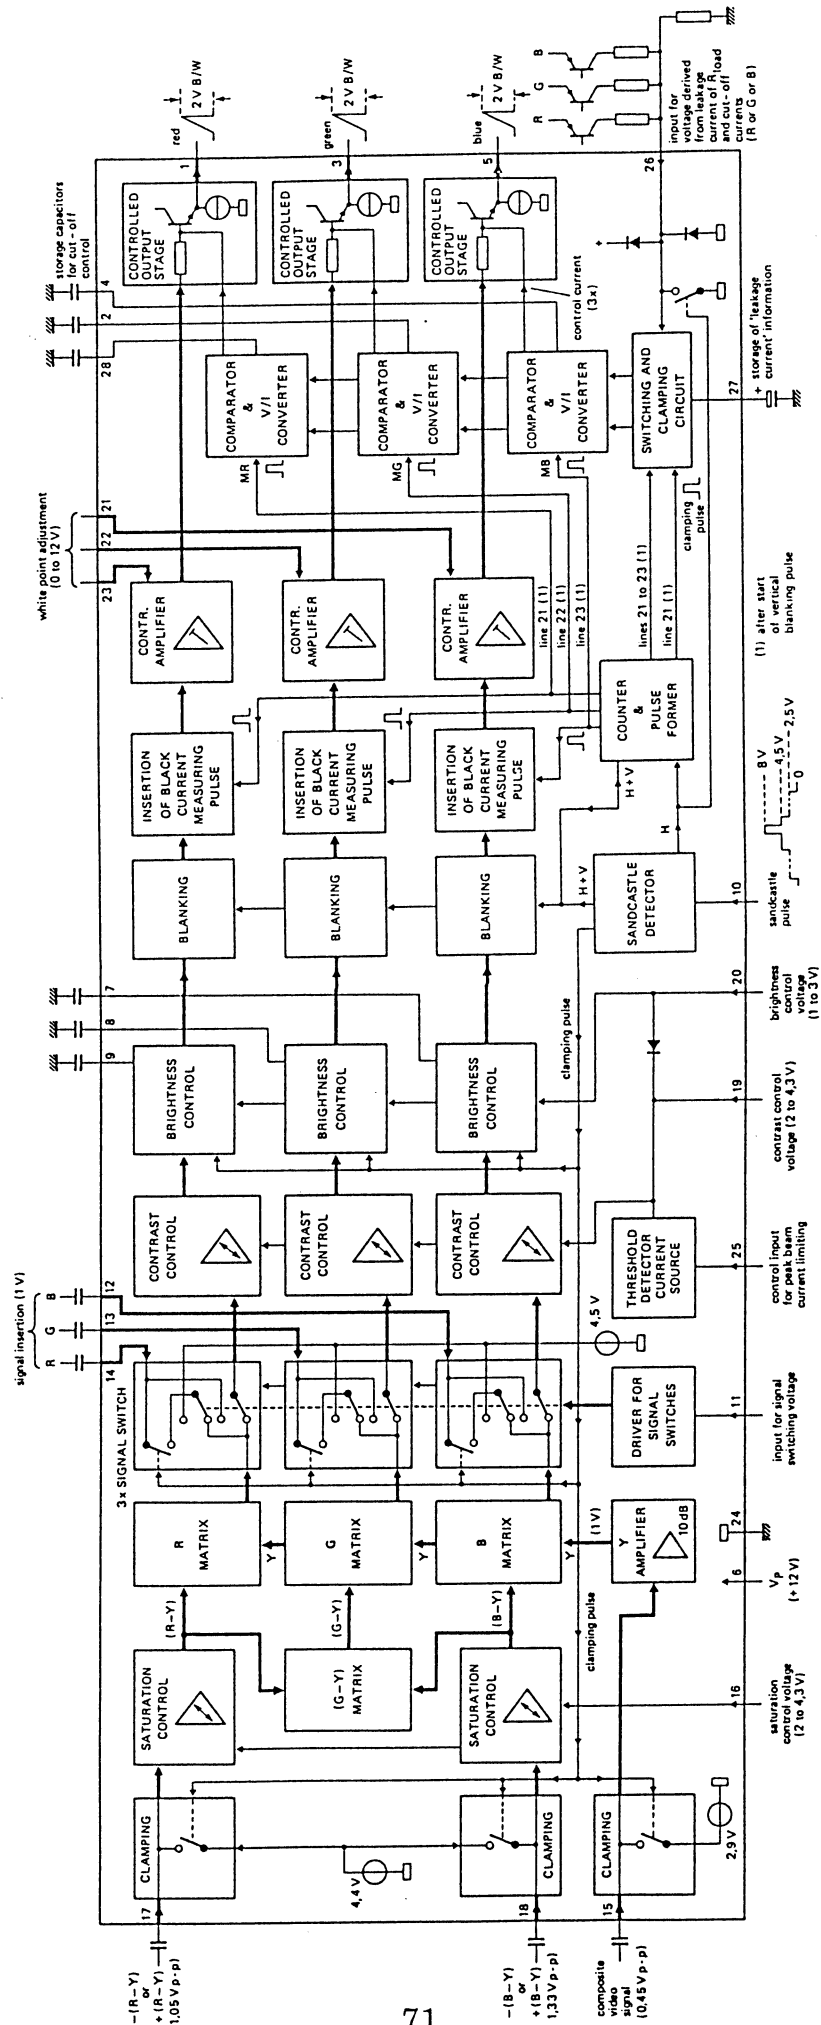 −(R−Y)
or
+(R−Y)
1,05 V p-p)
−(B−Y)
or
+(B−Y)
1,33 V p-p)
composite
video
signal
(0,45 V p-p)
17
18
15
CLAMPING
CLAMPING
CLAMPING
4,4 V
2,9 V
SATURATION
CONTROL
SATURATION
CONTROL
16
saturation
control voltage
(2 to 4,3 V)
(R−Y)
(G−Y)
(B−Y)
(G−Y)
MATRIX
clamping pulse
6
VP
(+12 V)
24
R
MATRIX
G
MATRIX
B
MATRIX
Y
Y
Y
(1 V)
Y
AMPLIFIER
10 dB
3x SIGNAL SWITCH
signal insertion (1 V)
R
G
B
14
13
12
DRIVER FOR
SIGNAL
SWITCHES
11
input for signal
switching voltage
4,5 V
CONTRAST
CONTROL
CONTRAST
CONTROL
CONTRAST
CONTROL
THRESHOLD
DETECTOR
CURRENT
SOURCE
25
control input
for peak beam
current limiting
BRIGHTNESS
CONTROL
BRIGHTNESS
CONTROL
BRIGHTNESS
CONTROL
9
8
7
19
contrast control
voltage (2 to 4,3 V)
20
brightness
control
voltage
(1 to 3 V)
clamping pulse
BLANKING
BLANKING
BLANKING
SANDCASTLE
DETECTOR
10
sandcastle
pulse
H + V
H
H + V
8 V
4,5 V
2,5 V
0
INSERTION
OF BLACK
CURRENT
MEASURING
PULSE
INSERTION
OF BLACK
CURRENT
MEASURING
PULSE
INSERTION
OF BLACK
CURRENT
MEASURING
PULSE
COUNTER
&
PULSE
FORMER
CONTR.
AMPLIFIER
CONTR.
AMPLIFIER
CONTR.
AMPLIFIER
white point adjustment
(0 to 12 V)
23
22
21
line 21 (1)
line 22 (1)
line 23 (1)
lines 21 to 23 (1)
line 21 (1)
(1) after start
of vertical
blanking pulse
clamping
pulse
MR
MG
MB
COMPARATOR
&
V/I
CONVERTER
COMPARATOR
&
V/I
CONVERTER
COMPARATOR
&
V/I
CONVERTER
SWITCHING AND
CLAMPING
CIRCUIT
28
2
4
storage capacitors
for cut-off
control
27
+
storage of 'leakage
current' information
control current
(3x)
CONTROLLED
OUTPUT
STAGE
CONTROLLED
OUTPUT
STAGE
CONTROLLED
OUTPUT
STAGE
+
1
3
5
26
red
green
blue
2 V B/W
2 V B/W
2 V B/W
R
G
B
input for
voltage derived
from leakage
current of Rload
and cut-off
currents
(R or G or B)
71